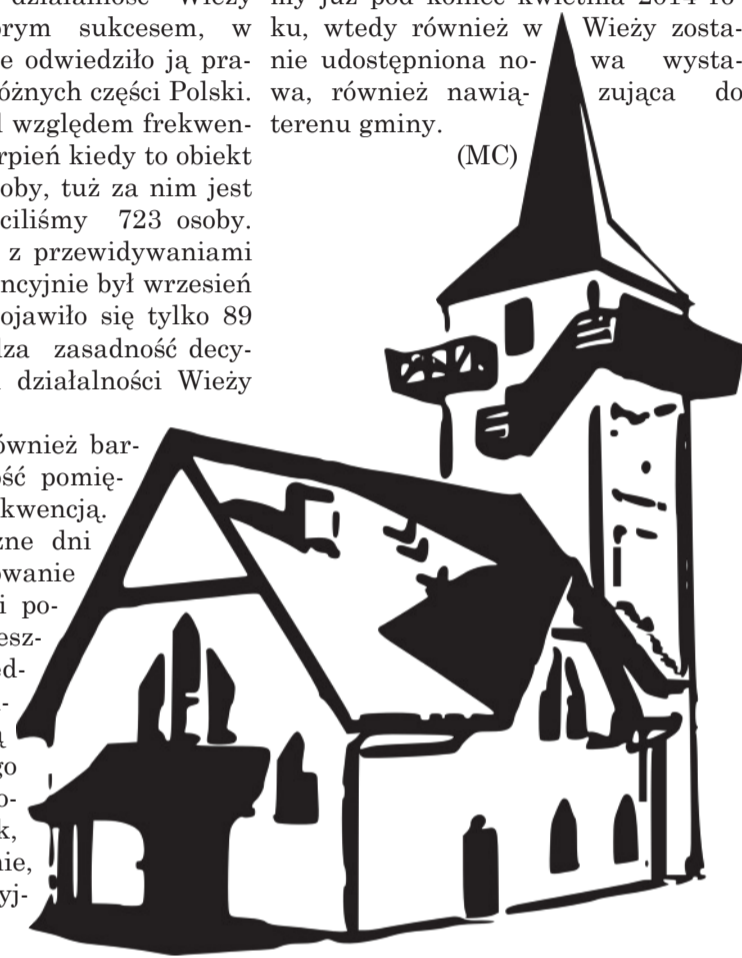 działalność Wieży
orym sukcesem, w
e odwiedziło ją pra-
óżnych części Polski.
względem frekwen-
rpień kiedy to obiekt
oby, tuż za nim jest
ciliśmy 723 osoby.
z przewidywaniami
ncyjnie był wrzesień
ojawiło się tylko 89
dza zasadność decy-
działalności Wieży
ównież bar-
ość pomię-
kwencją.
zne dni
owanie
i po-
esz-
ed-
-
ą
go
o-
k,
nie,
yj-
my już pod koniec kwietnia 2014 ro-
ku, wtedy również w Wieży zosta-
nie udostępniona no- wa wysta-
wa, również nawią- zująca do
terenu gminy.
(MC)